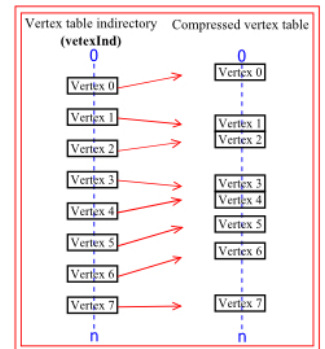 Vertex table indirectory
(vetexInd)
Compressed vertex table
0
0
Vertex 0
Vertex 0
Vertex 1
Vertex 1
Vertex 2
Vertex 2
Vertex 3
Vertex 3
Vertex 4
Vertex 4
Vertex 5
Vertex 5
Vertex 6
Vertex 6
Vertex 7
Vertex 7
n
n